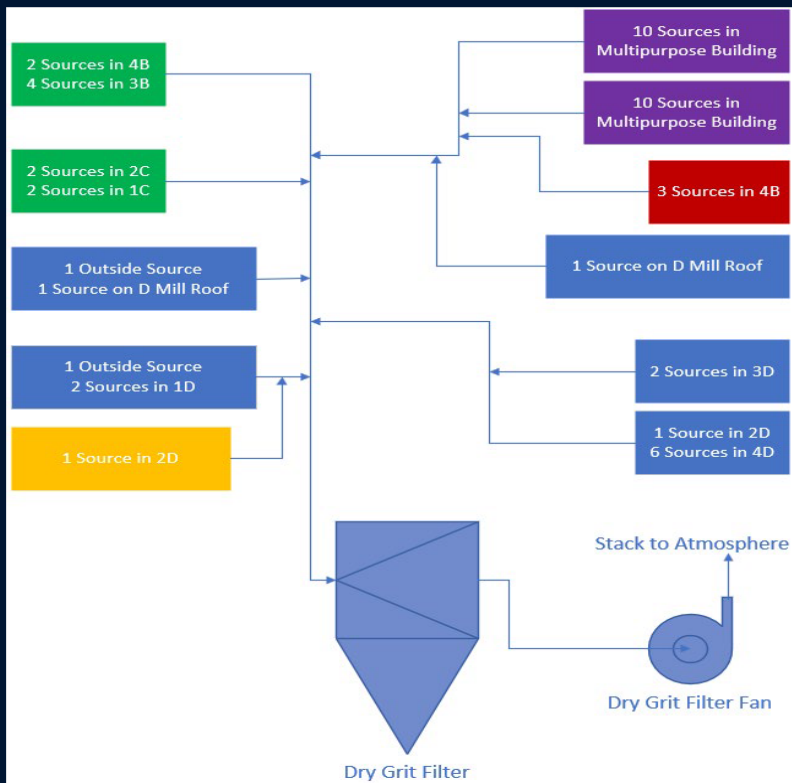 2 Sources in 4B
4 Sources in 3B
10 Sources in
Multipurpose Building
10 Sources in
Multipurpose Building
2 Sources in 2C
2 Sources in 1C
3 Sources in 4B
1 Outside Source
1 Source on D Mill Roof
1 Source on D Mill Roof
1 Outside Source
2 Sources in 1D
2 Sources in 3D
1 Source in 2D
1 Source in 2D
6 Sources in 4D
Stack to Atmosphere
Dry Grit Filter Fan
Dry Grit Filter